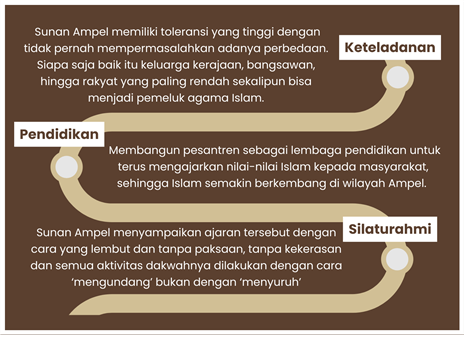 Sunan Ampel memiliki toleransi yang tinggi dengan
tidak pernah mempermasalahkan adanya perbedaan.
Siapa saja baik itu keluarga kerajaan, bangsawan,
hingga rakyat yang paling rendah sekalipun bisa
menjadi pemeluk agama Islam.
Keteladanan
Pendidikan
Membangun pesantren sebagai lembaga pendidikan untuk
terus mengajarkan nilai-nilai Islam kepada masyarakat,
sehingga Islam semakin berkembang di wilayah Ampel.
Silaturahmi
Sunan Ampel menyampaikan ajaran tersebut dengan
cara yang lembut dan tanpa paksaan, tanpa kekerasan
dan semua aktivitas dakwahnya dilakukan dengan cara
‘mengundang’ bukan dengan ‘menyuruh’